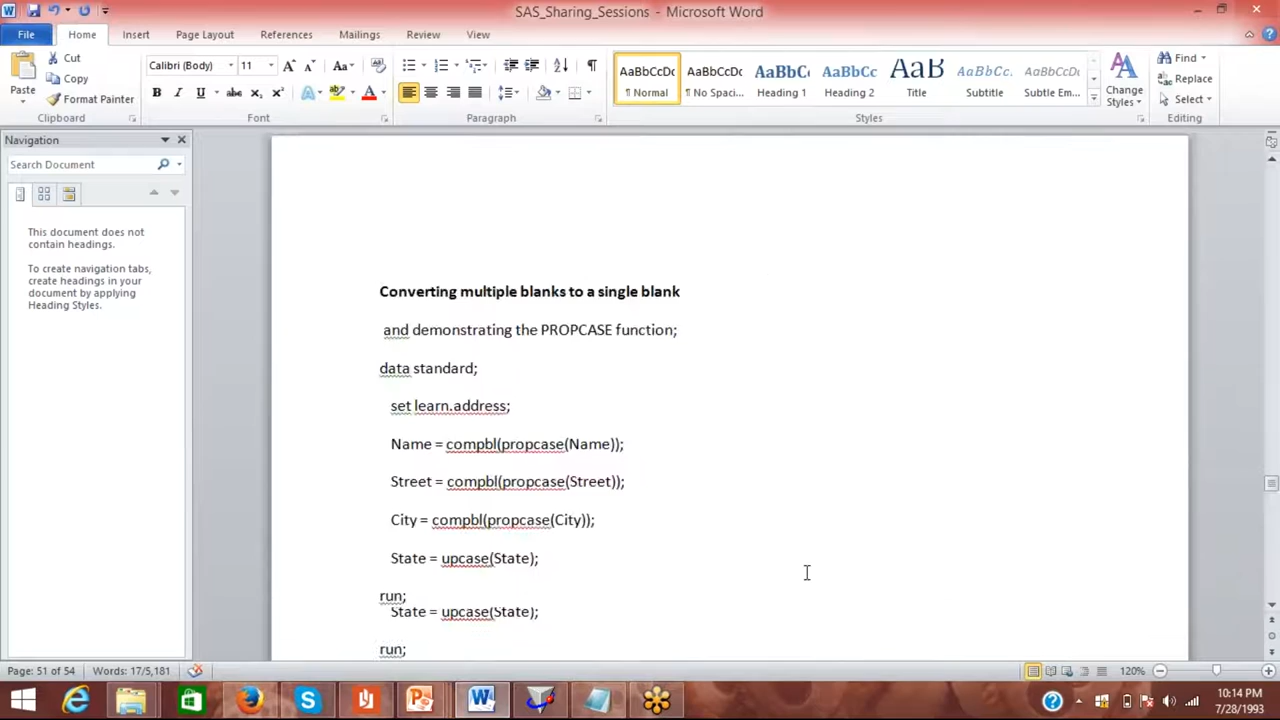 SAS_Sharing_Sessions - Microsoft Word
File Home Insert Page Layout References Mailings Review View
Paste
Cut
Copy
Format Painter
Clipboard
Calibri (Body) 11
Font
Paragraph
AaBbCcDc AaBbCcDc AaBbC AaBbCc AaB AaBbCc. AaBbCcDc
¶ Normal ¶ No Spaci... Heading 1 Heading 2 Title Subtitle Subtle Em...
Change Styles
Styles
Find
Replace
Select
Editing
Navigation
Search Document
This document does not
contain headings.
To create navigation tabs,
create headings in your
document by applying
Heading Styles.
Converting multiple blanks to a single blank
and demonstrating the PROPCASE function;
data standard;
set learn.address;
Name = compbl(propcase(Name));
Street = compbl(propcase(Street));
City = compbl(propcase(City));
State = upcase(State);
run;
State = upcase(State);
run;
Page: 51 of 54 Words: 17/5,181 120%
10:14 PM
7/28/1993